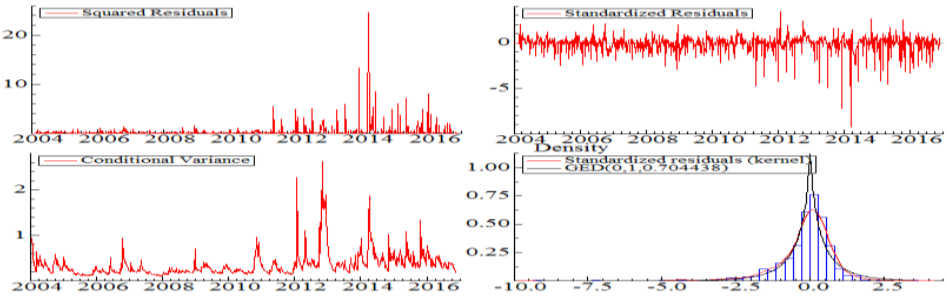 Squared Residuals
20
10
2004 2006 2008 2010 2012 2014 2016
Standardized Residuals
0
-5
2004 2006 2008 2010 2012 2014 2016
Conditional Variance
2
1
2004 2006 2008 2010 2012 2014 2016
Density
Standardized residuals (kernel)
GED(0,1,0.704438)
1.00
0.75
0.50
0.25
-10.0 -7.5 -5.0 -2.5 0.0 2.5